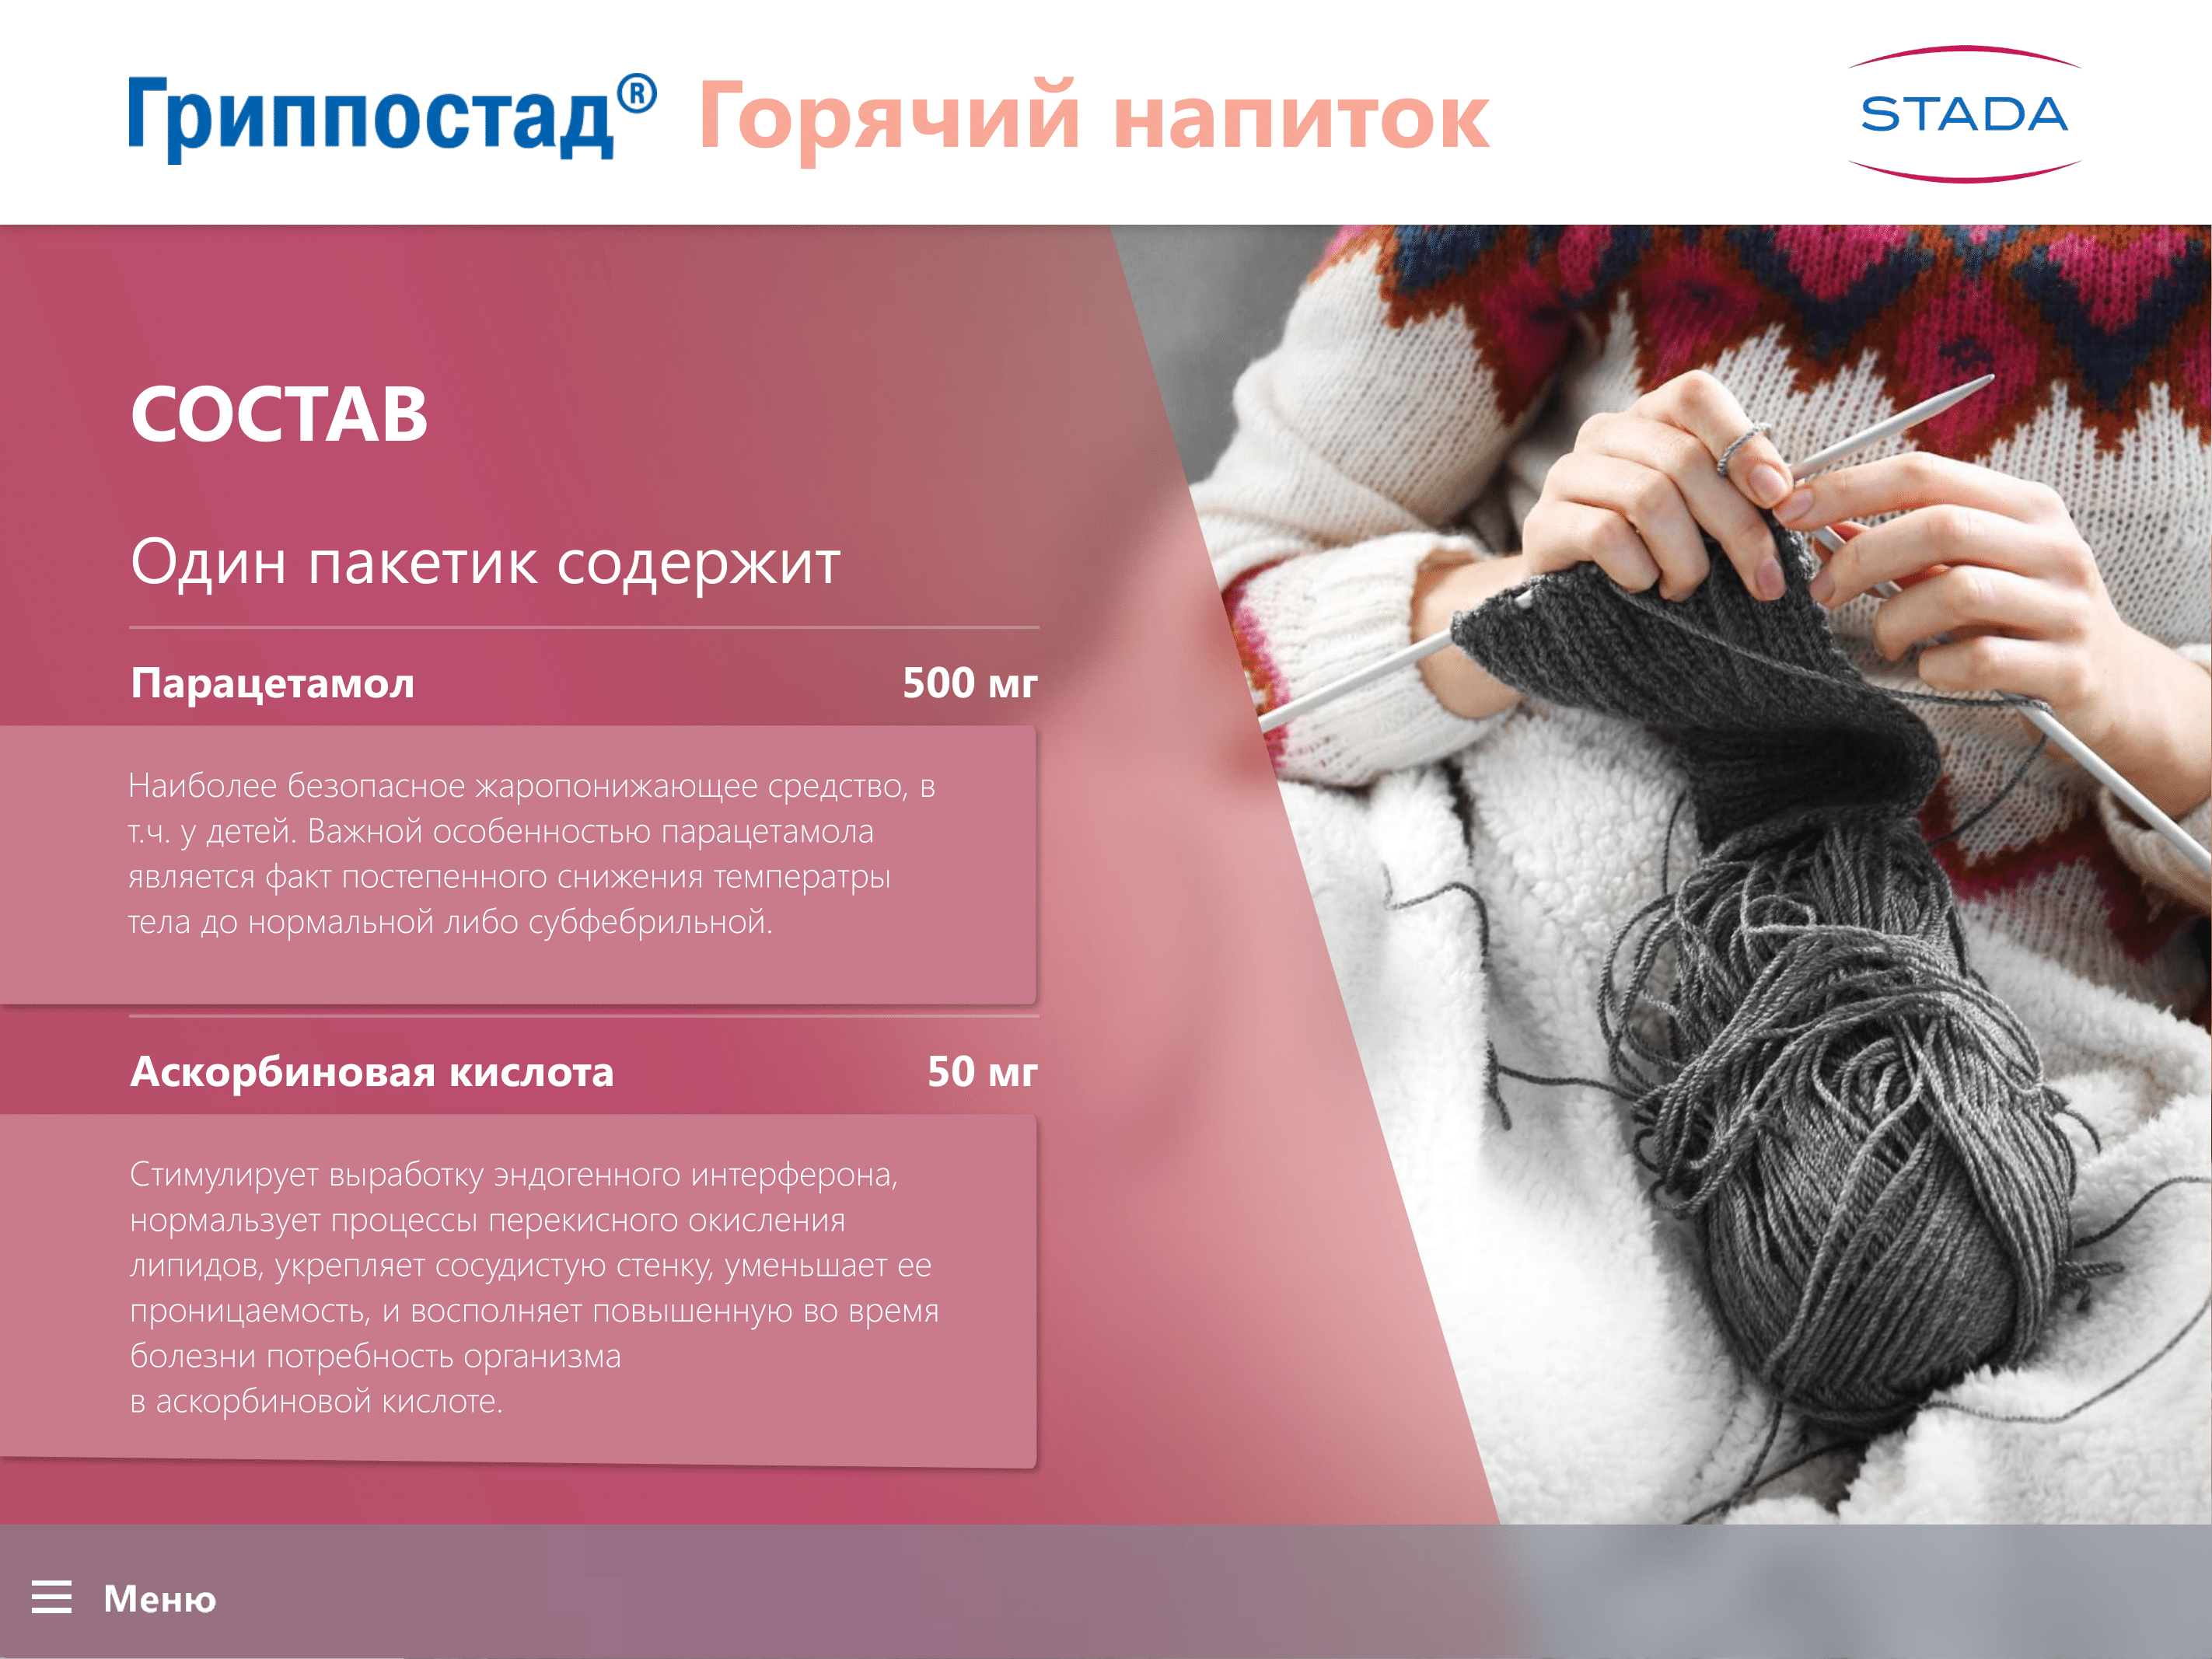 Гриппостад® Горячий напиток
STADA
СОСТАВ
Один пакетик содержит
Парацетамол 500 мг
Наиболее безопасное жаропонижающее средство, в
т.ч. у детей. Важной особенностью парацетамола
является факт постепенного снижения температры
тела до нормальной либо субфебрильной.
Аскорбиновая кислота 50 мг
Стимулирует выработку эндогенного интерферона,
нормальзует процессы перекисного окисления
липидов, укрепляет сосудистую стенку, уменьшает ее
проницаемость, и восполняет повышенную во время
болезни потребность организма
в аскорбиновой кислоте.
Меню